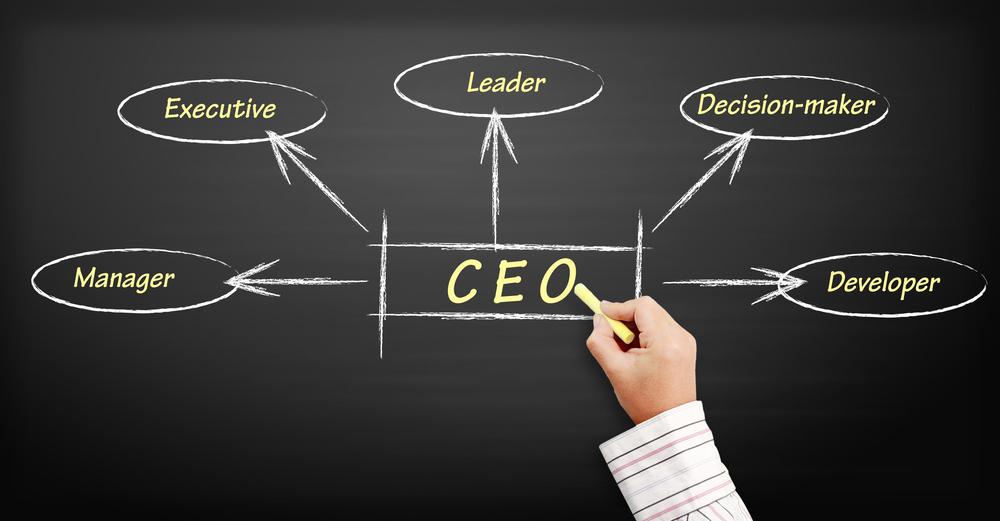 Leader
Executive
Decision-maker
Manager
CEO
Developer